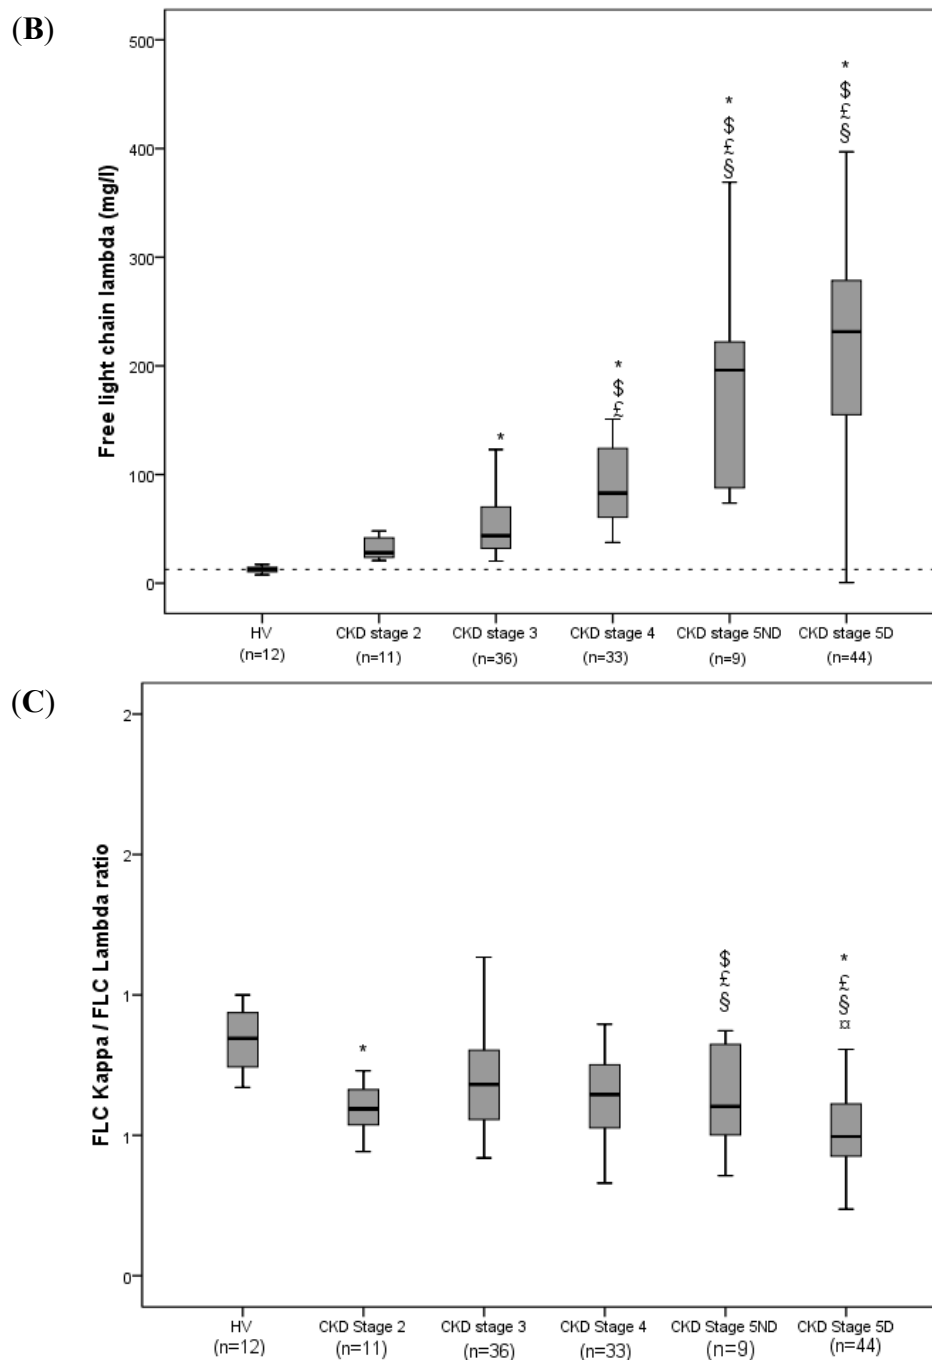 (B)
Free light chain lambda (mg/l)
500
400
300
200
100
0
*
*
$
£
*
$
£
§
*
$
£
§
HV
(n=12)
CKD stage 2
(n=11)
CKD stage 3
(n=36)
CKD stage 4
(n=33)
CKD stage 5ND
(n=9)
CKD stage 5D
(n=44)
(C)
FLC Kappa / FLC Lambda ratio
2
2
1
1
0
*
$
£
§
*
£
§
¤
HV
(n=12)
CKD Stage 2
(n=11)
CKD stage 3
(n=36)
CKD Stage 4
(n=33)
CKD Stage 5ND
(n=9)
CKD Stage 5D
(n=44)